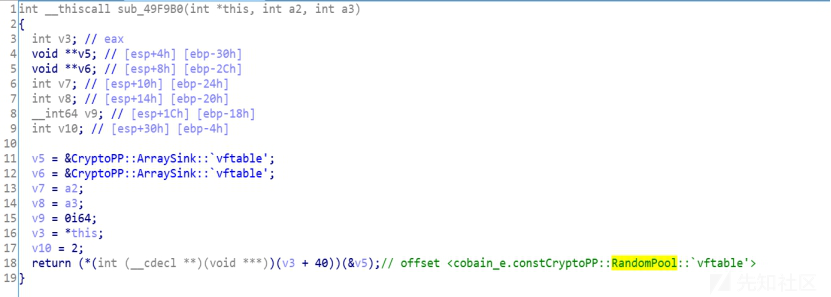 1 int __thiscall sub_49F9B0(int *this, int a2, int a3)
2 {
3 int v3; // eax
4 void **v5; // [esp+4h] [ebp-30h]
5 void **v6; // [esp+8h] [ebp-2Ch]
6 int v7; // [esp+10h] [ebp-24h]
7 int v8; // [esp+14h] [ebp-20h]
8 __int64 v9; // [esp+1Ch] [ebp-18h]
9 int v10; // [esp+30h] [ebp-4h]
10
11 v5 = &CryptoPP::ArraySink::`vftable';
12 v6 = &CryptoPP::ArraySink::`vftable';
13 v7 = a2;
14 v8 = a3;
15 v9 = 0i64;
16 v3 = *this;
17 v10 = 2;
18 return (*(int (__cdecl **)(void ***))(v3 + 40))(&v5);// offset <cobain_e.constCryptoPP::RandomPool::`vftable'>
19 }
先知社区